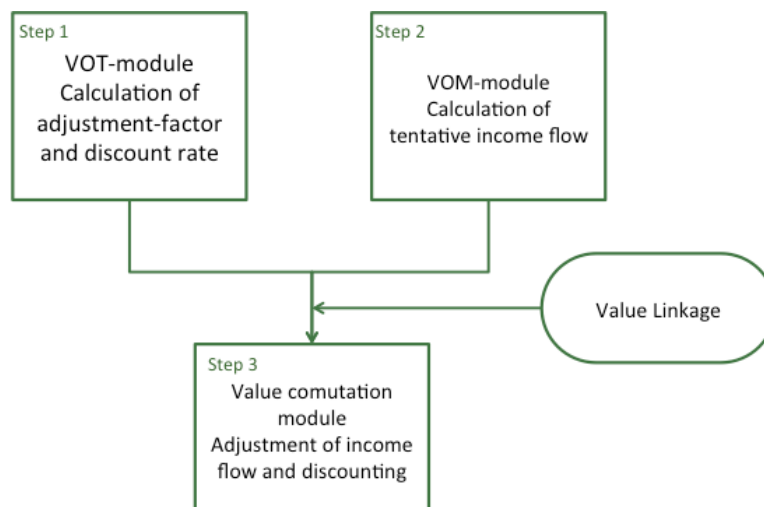 Step 1
VOT-module
Calculation of
adjustment-factor
and discount rate
Step 2
VOM-module
Calculation of
tentative income flow
Value Linkage
Step 3
Value comutation
module
Adjustment of income
flow and discounting